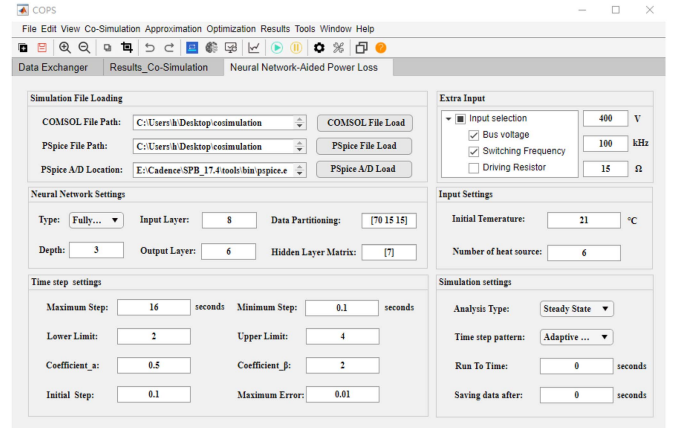 COPS
File Edit View Co-Simulation Approximation Optimization Results Tools Window Help
Data Exchanger Results_Co-Simulation Neural Network-Aided Power Loss
Simulation File Loading
COMSOL File Path: C:\Users\h\Desktop\cosimulation COMSOL File Load
PSpice File Path: C:\Users\h\Desktop\cosimulation PSpice File Load
PSpice A/D Location: E:\Cadence\SPB_17.4\tools\bin\pspice.e PSpice A/D Load
Extra Input
Input selection 400 V
Bus voltage
Switching Frequency 100 kHz
Driving Resistor 15 Ω
Neural Network Settings
Type: Fully... Input Layer: 8 Data Partitioning: [70 15 15]
Depth: 3 Output Layer: 6 Hidden Layer Matrix: [7]
Input Settings
Initial Temerature: 21 °C
Number of heat source: 6
Time step settings
Maximum Step: 16 seconds Minimum Step: 0.1 seconds
Lower Limit: 2 Upper Limit: 4
Coefficient_a: 0.5 Coefficient_β: 2
Initial Step: 0.1 Maximum Error: 0.01
Simulation settings
Analysis Type: Steady State
Time step pattern: Adaptive ...
Run To Time: 0 seconds
Saving data after: 0 seconds